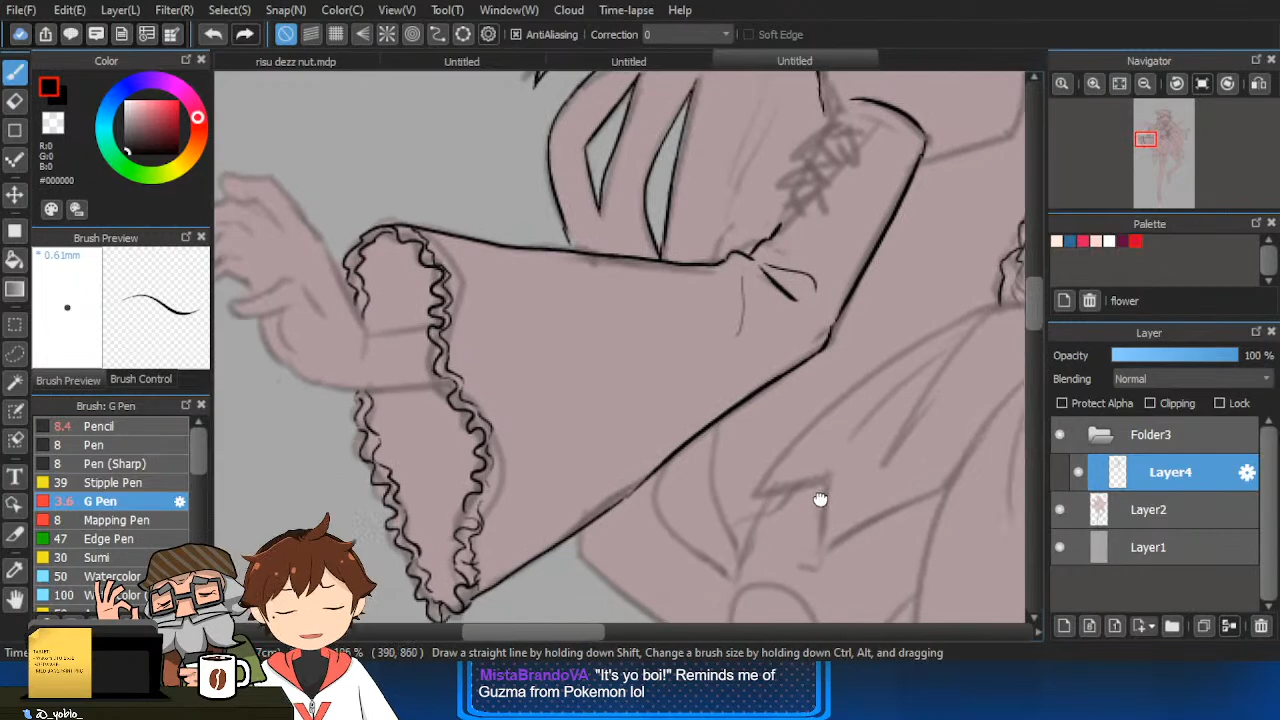 File(F) Edit(E) Layer(L) Filter(R) Select(S) Snap(N) Color(C) View(V) Tool(T) Window(W) Cloud Time-lapse Help
AntiAliasing Correction 0 Soft Edge
Color
risu dezz nut.mdp Untitled Untitled Untitled
Navigator
R:0
G:0
B:0
#000000
Palette
Brush Preview
* 0.61mm
flower
Layer
Opacity 100 %
Blending Normal
Brush Preview Brush Control
Protect Alpha Clipping Lock
Brush: G Pen
8.4 Pencil
8 Pen
8 Pen (Sharp)
39 Stipple Pen
3.6 G Pen
8 Mapping Pen
47 Edge Pen
30 Sumi
50 Watercolor
100 Watercolor
Folder3
Layer4
Layer2
Layer1
T
(390, 860) Draw a straight line by holding down Shift, Change a brush size by holding down Ctrl, Alt, and dragging
MistaBrandoVA "It's yo boi!" Reminds me of
Guzma from Pokemon lol